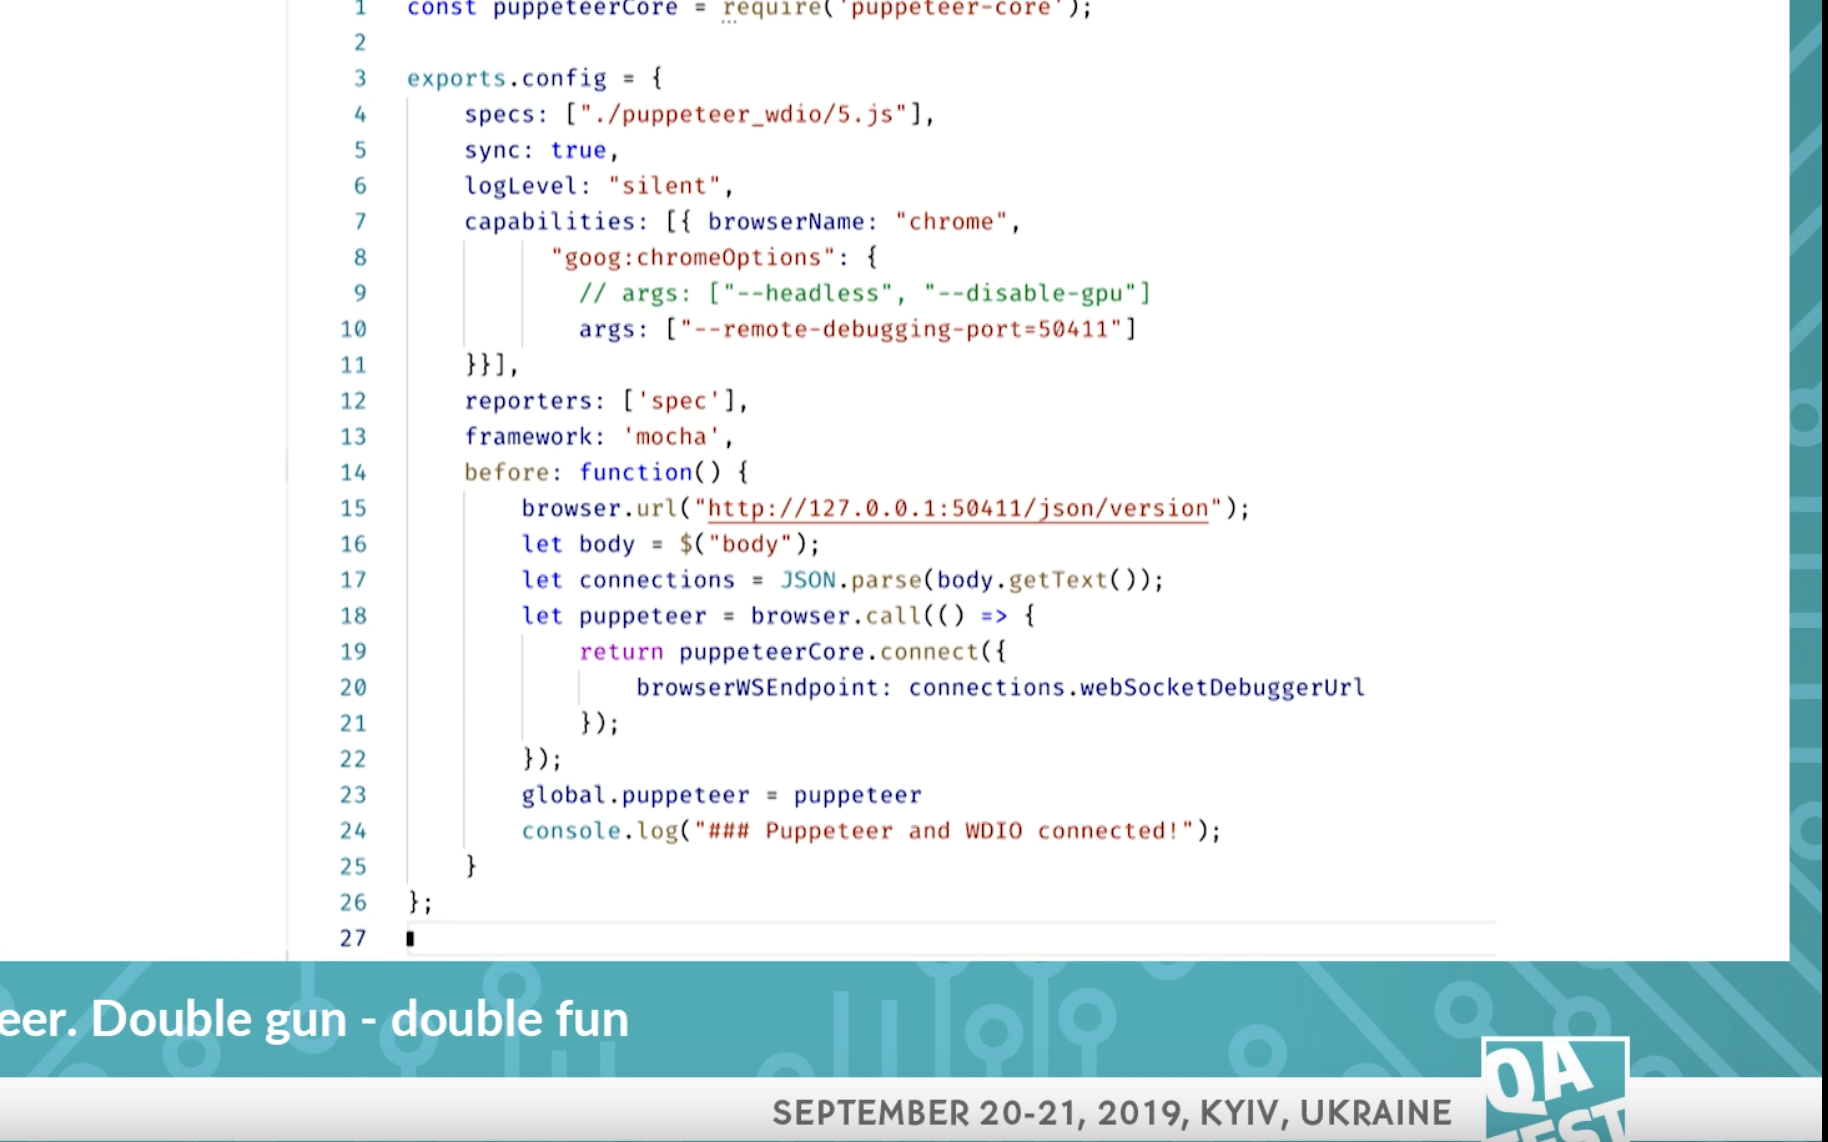 1 const puppeteerCore = require('puppeteer-core');
2
3 exports.config = {
4 specs: ["./puppeteer_wdio/5.js"],
5 sync: true,
6 logLevel: "silent",
7 capabilities: [{ browserName: "chrome",
8 "goog:chromeOptions": {
9 // args: ["--headless", "--disable-gpu"]
10 args: ["--remote-debugging-port=50411"]
11 }}],
12 reporters: ['spec'],
13 framework: 'mocha',
14 before: function() {
15 browser.url("http://127.0.0.1:50411/json/version");
16 let body = $("body");
17 let connections = JSON.parse(body.getText());
18 let puppeteer = browser.call(() => {
19 return puppeteerCore.connect({
20 browserWSEndpoint: connections.webSocketDebuggerUrl
21 });
22 });
23 global.puppeteer = puppeteer
24 console.log("### Puppeteer and WDIO connected!");
25 }
26 };
27
eer. Double gun - double fun
SEPTEMBER 20-21, 2019, KYIV, UKRAINE
QA
FEST